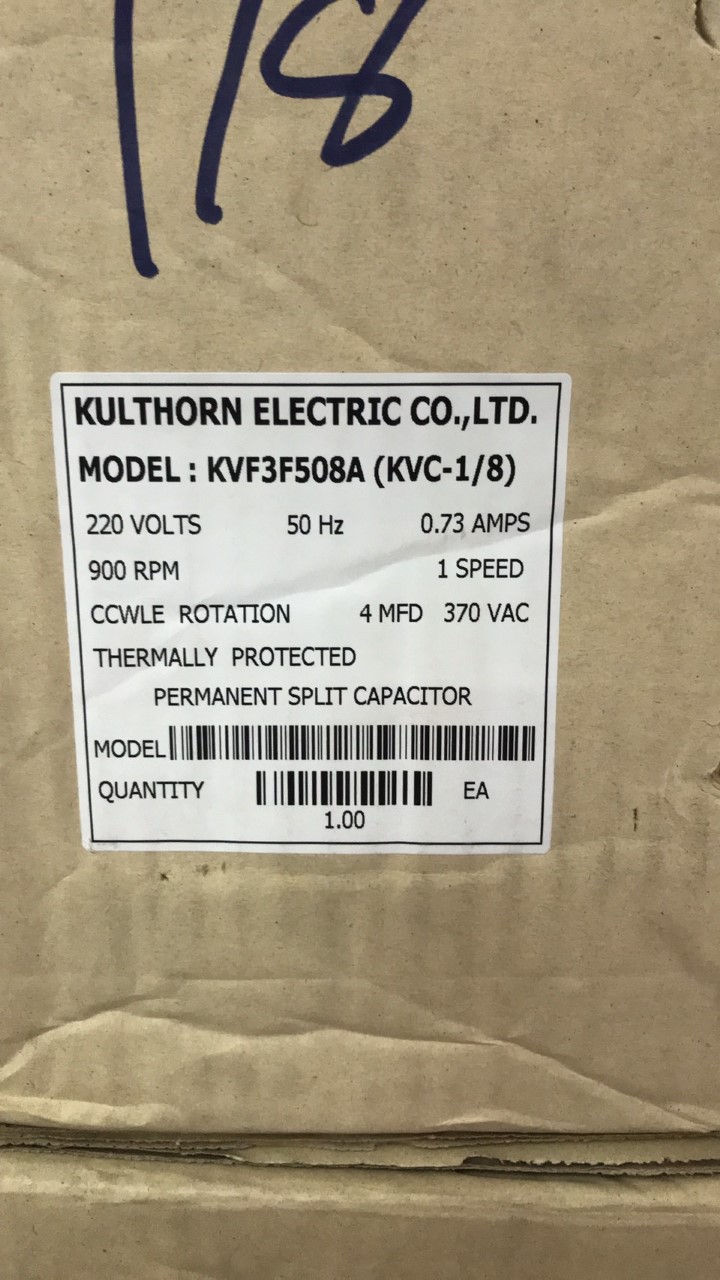 1/8
KULTHORN ELECTRIC CO.,LTD.
MODEL : KVF3F508A (KVC-1/8)
220 VOLTS 50 Hz 0.73 AMPS
900 RPM 1 SPEED
CCWLE ROTATION 4 MFD 370 VAC
THERMALLY PROTECTED
PERMANENT SPLIT CAPACITOR
MODEL
QUANTITY EA
1.00